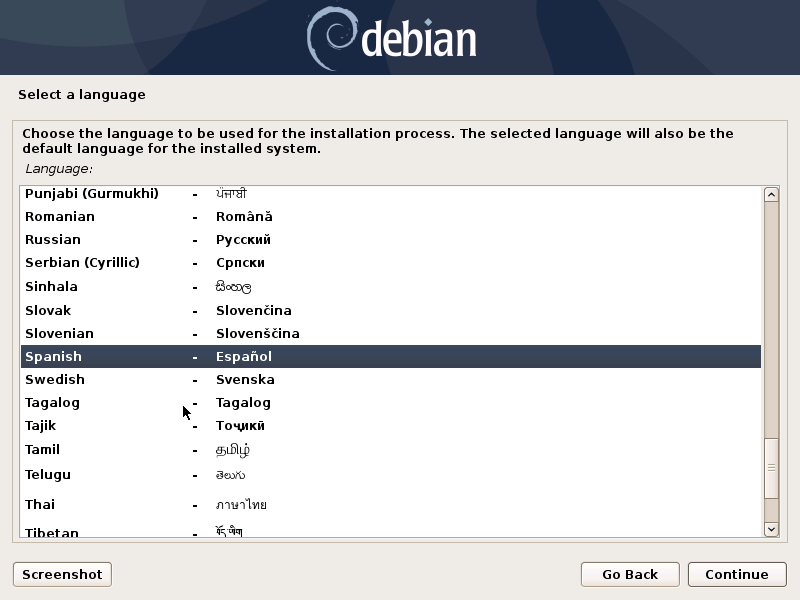 debian
Select a language
Choose the language to be used for the installation process. The selected language will also be the
default language for the installed system.
Language:
Punjabi (Gurmukhi) - ਪੰਜਾਬੀ
Romanian - Română
Russian - Русский
Serbian (Cyrillic) - Српски
Sinhala - සිංහල
Slovak - Slovenčina
Slovenian - Slovenščina
Spanish - Español
Swedish - Svenska
Tagalog - Tagalog
Tajik - Тоҷикӣ
Tamil - தமிழ்
Telugu - తెలుగు
Thai - ภาษาไทย
Tibetan - བོད་ཡིག
Screenshot
Go Back
Continue